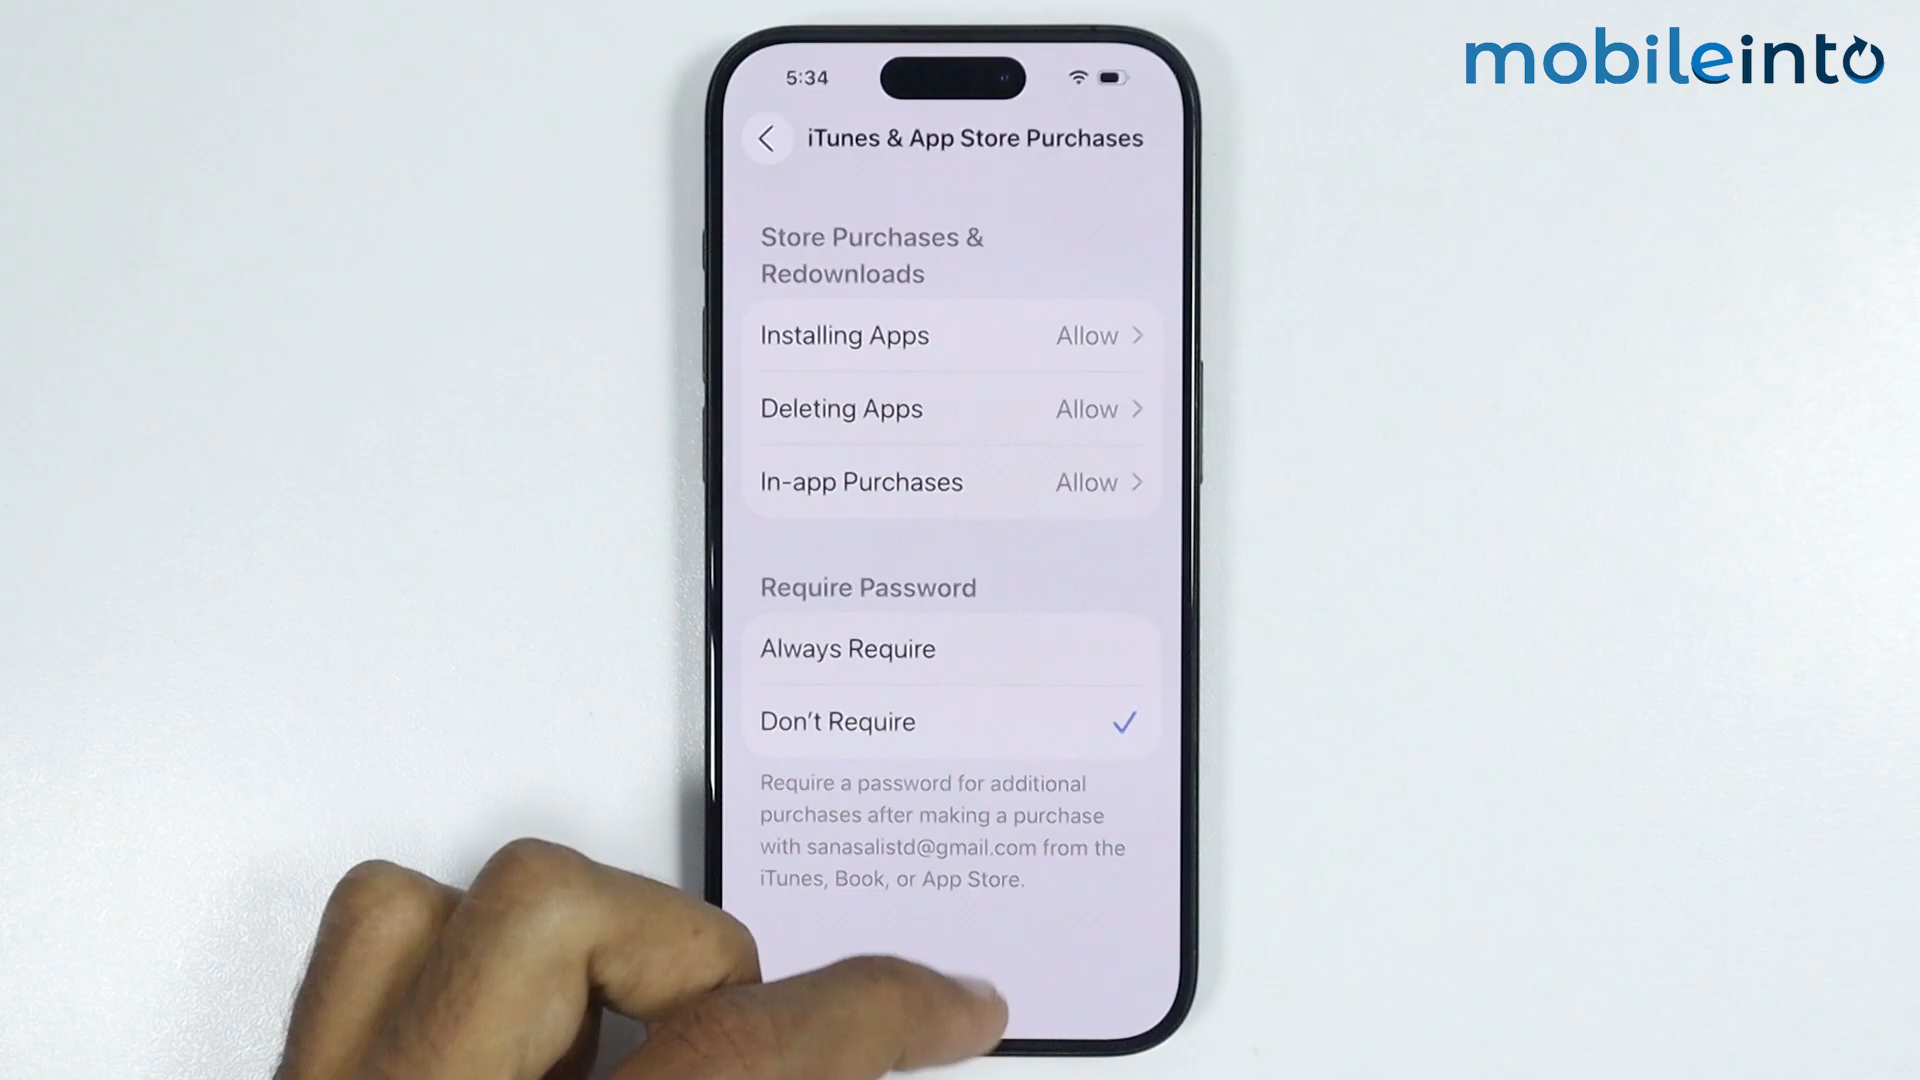 mobileinto
5:34
iTunes & App Store Purchases
Store Purchases &
Redownloads
Installing Apps Allow
Deleting Apps Allow
In-app Purchases Allow
Require Password
Always Require
Don't Require
Require a password for additional
purchases after making a purchase
with sanasalistd@gmail.com from the
iTunes, Book, or App Store.